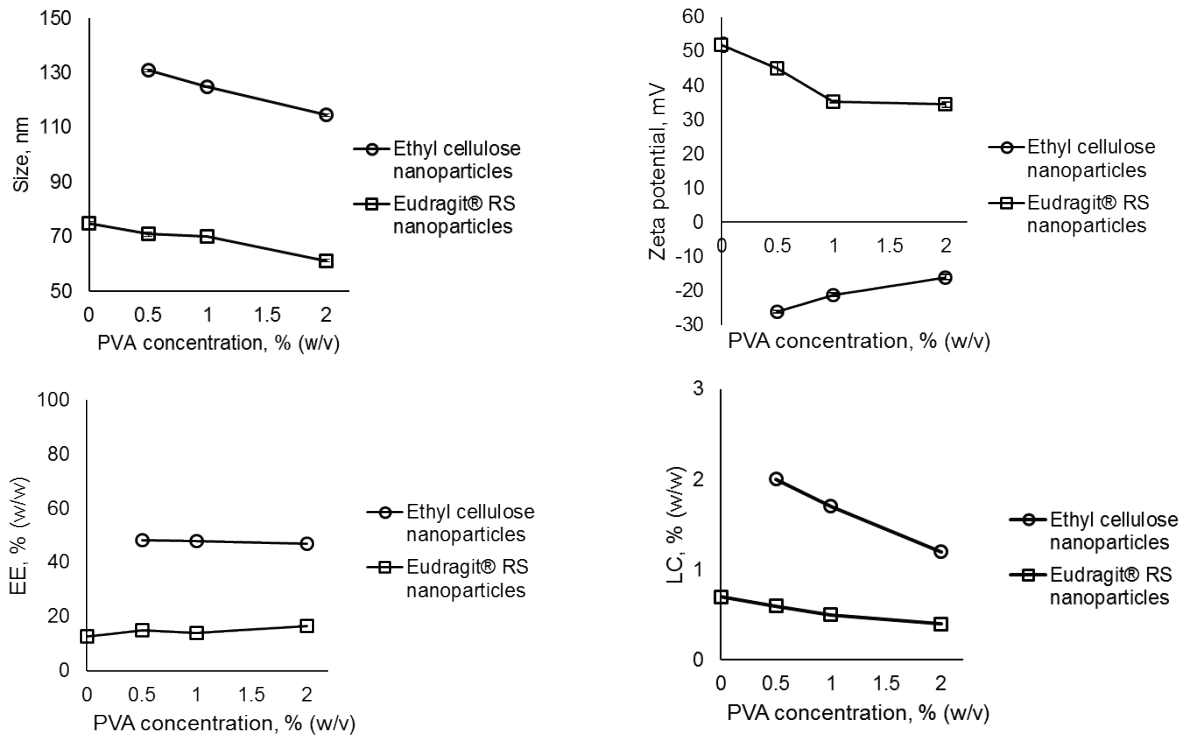 150
130
110
90
70
50
Size, nm
0 0.5 1 1.5 2
PVA concentration, % (w/v)
Ethyl cellulose
nanoparticles
Eudragit® RS
nanoparticles
60
50
40
30
20
10
0
-10
-20
-30
Zeta potential, mV
0 0.5 1 1.5 2
PVA concentration, % (w/v)
Ethyl cellulose
nanoparticles
Eudragit® RS
nanoparticles
100
80
60
40
20
0
EE, % (w/w)
0 0.5 1 1.5 2
PVA concentration, % (w/v)
Ethyl cellulose
nanoparticles
Eudragit® RS
nanoparticles
3
2
1
0
LC, % (w/w)
0 0.5 1 1.5 2
PVA concentration, % (w/v)
Ethyl cellulose
nanoparticles
Eudragit® RS
nanoparticles